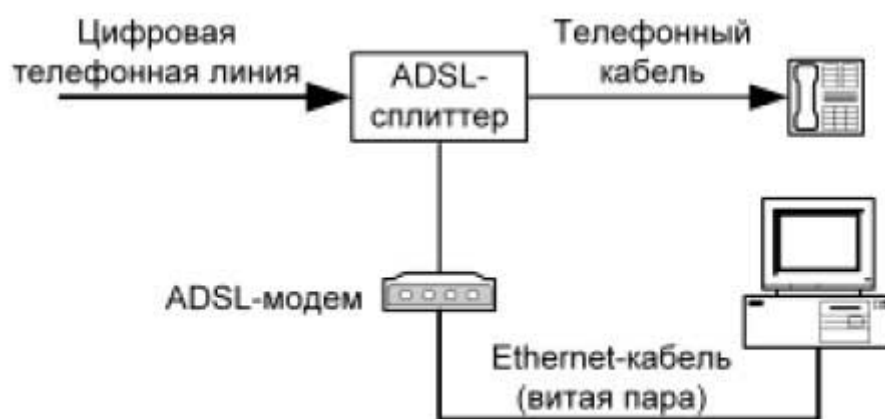 Цифровая
телефонная линия
ADSL-
сплиттер
Телефонный
кабель
ADSL-модем
Ethernet-кабель
(витая пара)